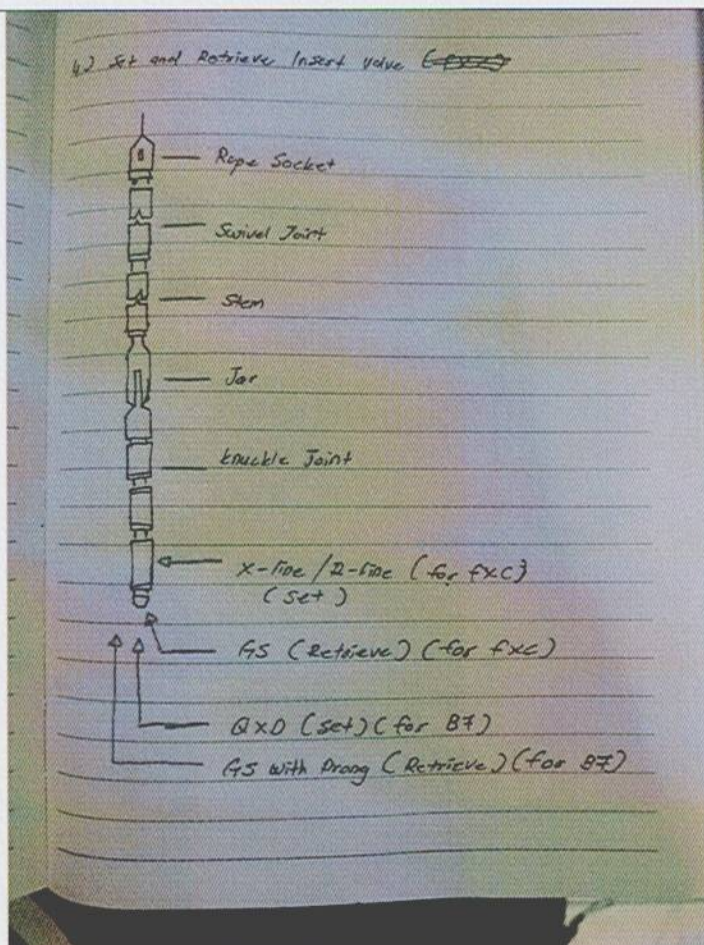 4) Set and Retrieve Insert valve
Rope Socket
Swivel Joint
Stem
Jar
Knuckle Joint
X-line / R-line (for fxc)
(set)
GS (Retrieve) (for fxc)
QXD (set) (for B7)
GS with Prong (Retrieve) (for B7)